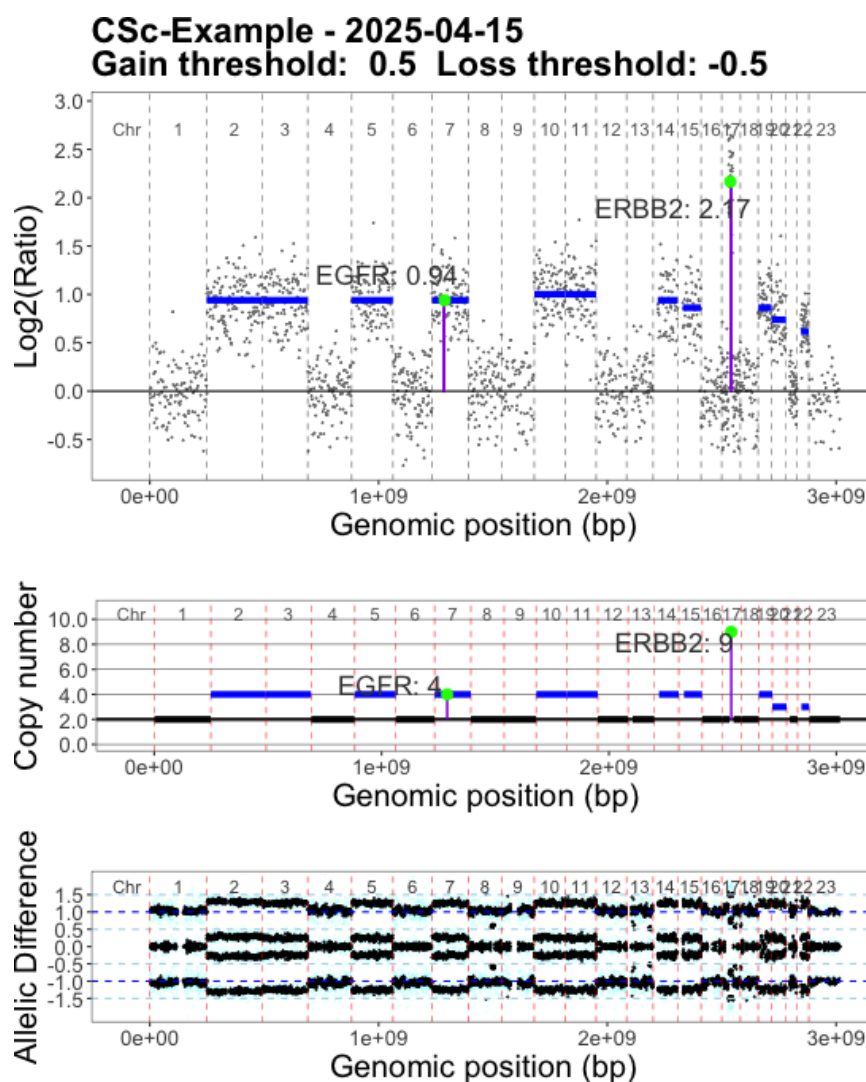 CSc-Example - 2025-04-15
Gain threshold: 0.5 Loss threshold: -0.5
Log2(Ratio)
3.0
2.5
2.0
1.5
1.0
0.5
0.0
-0.5
Chr 1 2 3 4 5 6 7 8 9 10 11 12 13 14 15 16 17 18 19 20 21 22 23
ERBB2: 2.17
EGFR: 0.94
0e+00 1e+09 2e+09 3e+09
Genomic position (bp)
Copy number
10.0
8.0
6.0
4.0
2.0
0.0
Chr 1 2 3 4 5 6 7 8 9 10 11 12 13 14 15 16 17 18 19 20 21 22 23
ERBB2: 9
EGFR: 4
0e+00 1e+09 2e+09 3e+09
Genomic position (bp)
Allelic Difference
1.5
1.0
0.5
0.0
-0.5
-1.0
-1.5
Chr 1 2 3 4 5 6 7 8 9 10 11 12 13 14 15 16 17 18 19 20 21 22 23
0e+00 1e+09 2e+09 3e+09
Genomic position (bp)